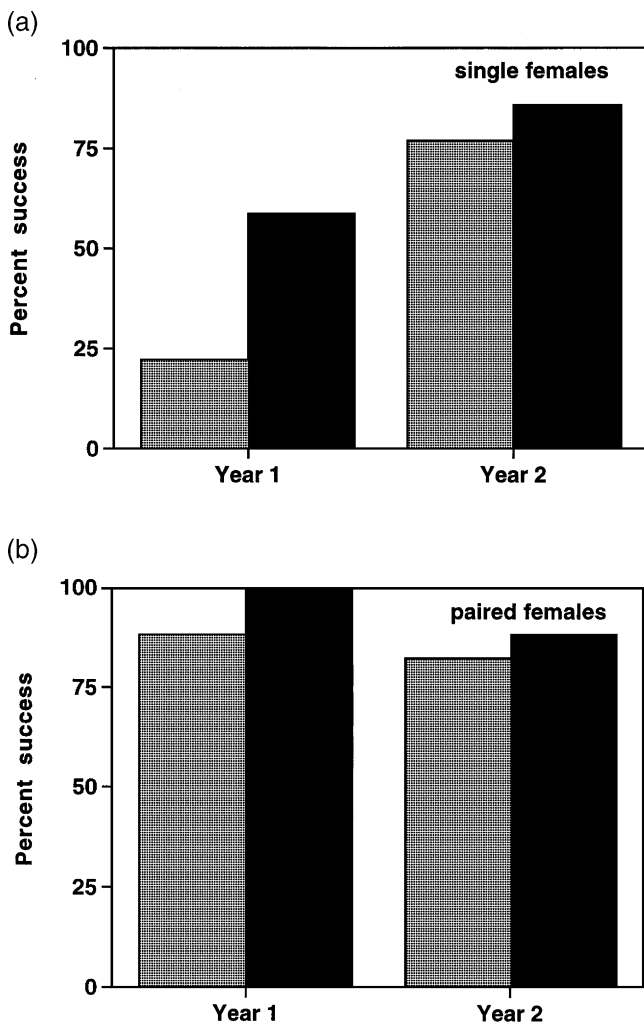 (a)
100
single females
75
50
25
0
Percent success
Year 1 Year 2
(b)
100
paired females
75
50
25
0
Percent success
Year 1 Year 2